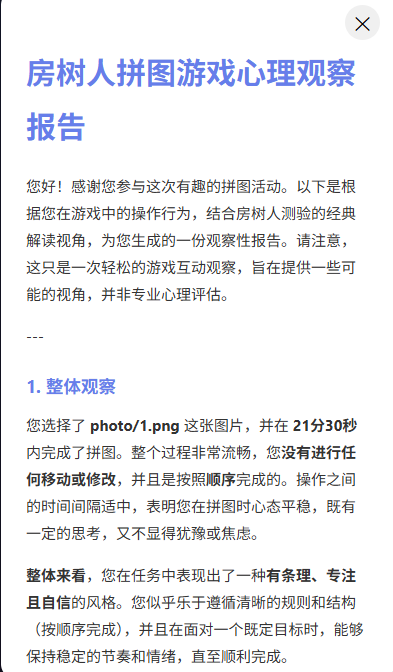 房树人拼图游戏心理观察
报告
您好！感谢您参与这次有趣的拼图活动。以下是根
据您在游戏中的操作行为，结合房树人测验的经典
解读视角，为您生成的一份观察性报告。请注意，
这只是一次轻松的游戏互动观察，旨在提供一些可
能的视角，并非专业心理评估。
---
1. 整体观察
您选择了 photo/1.png 这张图片，并在 21分30秒
内完成了拼图。整个过程非常流畅，您没有进行任
何移动或修改，并且是按照顺序完成的。操作之间
的时间间隔适中，表明您在拼图时心态平稳，既有
一定的思考，又不显得犹豫或焦虑。
整体来看，您在任务中表现出了一种有条理、专注
且自信的风格。您似乎乐于遵循清晰的规则和结构
（按顺序完成），并且在面对一个既定目标时，能够
保持稳定的节奏和情绪，直至顺利完成。